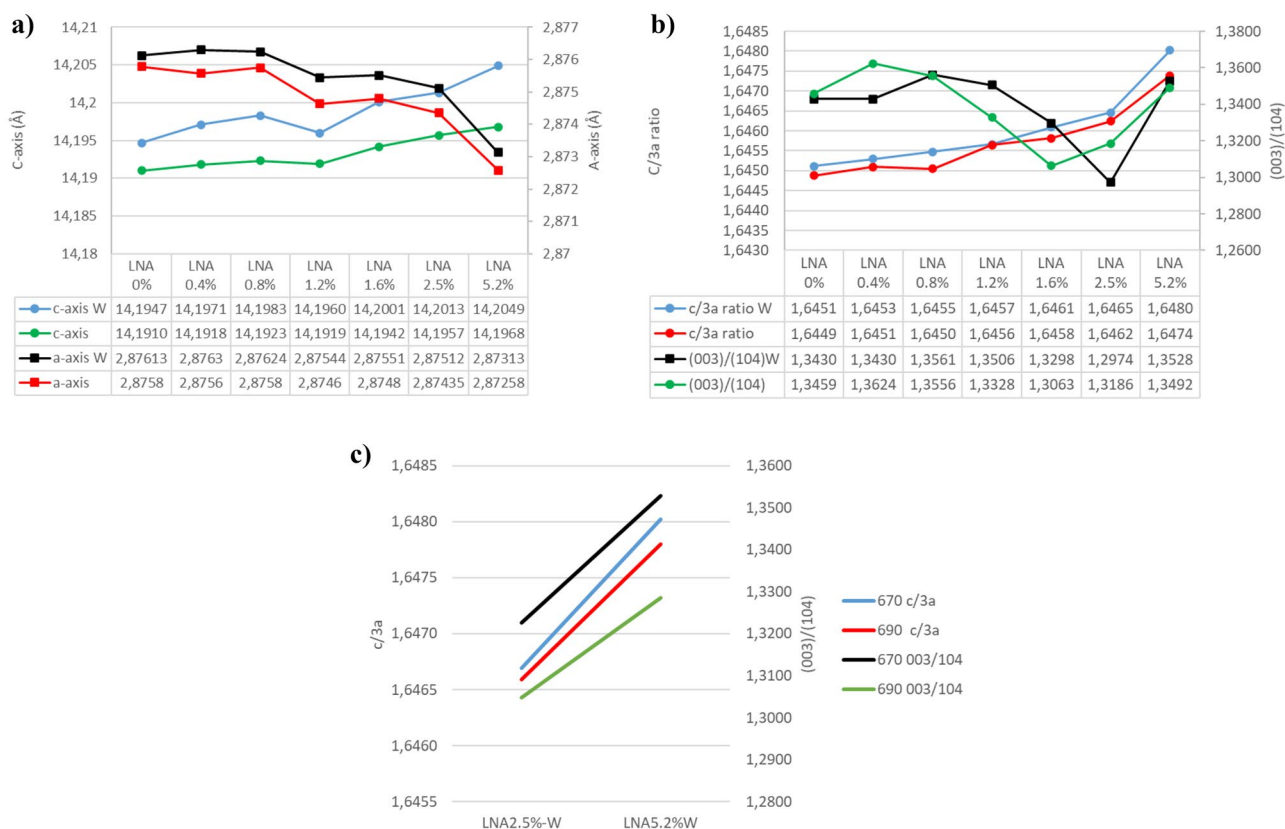 a)
14,21
14,205
14,2
14,195
14,19
14,185
14,18
C-axis (Å)
2,877
2,876
2,875
2,874
2,873
2,872
2,871
2,87
A-axis (Å)
LNA 0% LNA 0.4% LNA 0.8% LNA 1.2% LNA 1.6% LNA 2.5% LNA 5.2%
c-axis W 14,1947 14,1971 14,1983 14,1960 14,2001 14,2013 14,2049
c-axis 14,1910 14,1918 14,1923 14,1919 14,1942 14,1957 14,1968
a-axis W 2,87613 2,8763 2,87624 2,87544 2,87551 2,87512 2,87313
a-axis 2,8758 2,8756 2,8758 2,8746 2,8748 2,87435 2,87258
b)
1,6485
1,6480
1,6475
1,6470
1,6465
1,6460
1,6455
1,6450
1,6445
1,6440
1,6435
1,6430
C/3a ratio
1,3800
1,3600
1,3400
1,3200
1,3000
1,2800
1,2600
(003)/(104)
LNA 0% LNA 0.4% LNA 0.8% LNA 1.2% LNA 1.6% LNA 2.5% LNA 5.2%
c/3a ratio W 1,6451 1,6453 1,6455 1,6457 1,6461 1,6465 1,6480
c/3a ratio 1,6449 1,6451 1,6450 1,6456 1,6458 1,6462 1,6474
(003)/(104)W 1,3430 1,3430 1,3561 1,3506 1,3298 1,2974 1,3528
(003)/(104) 1,3459 1,3624 1,3556 1,3328 1,3063 1,3186 1,3492
c)
1,6485
1,6480
1,6475
1,6470
1,6465
1,6460
1,6455
c/3a
1,3600
1,3500
1,3400
1,3300
1,3200
1,3100
1,3000
1,2900
1,2800
(003)/(104)
LNA2.5%-W LNA5.2%W
670 c/3a
690 c/3a
670 003/104
690 003/104